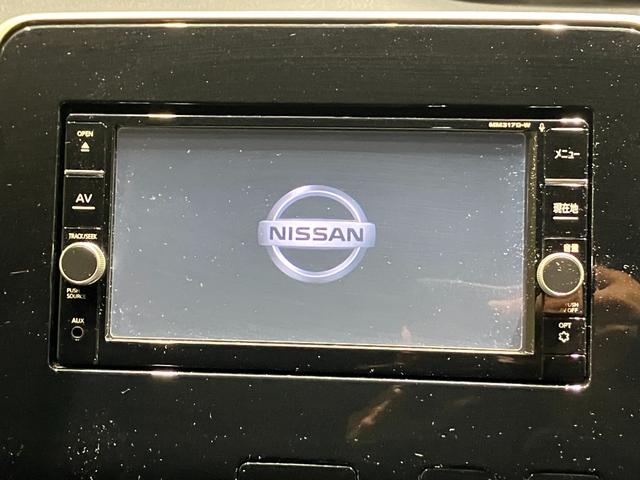 MM317D-W
OPEN
メニュー
AV
現在地
TRACK/SEEK
音量
NISSAN
PUSH
SOURCE
PUSH
AUX
OPT